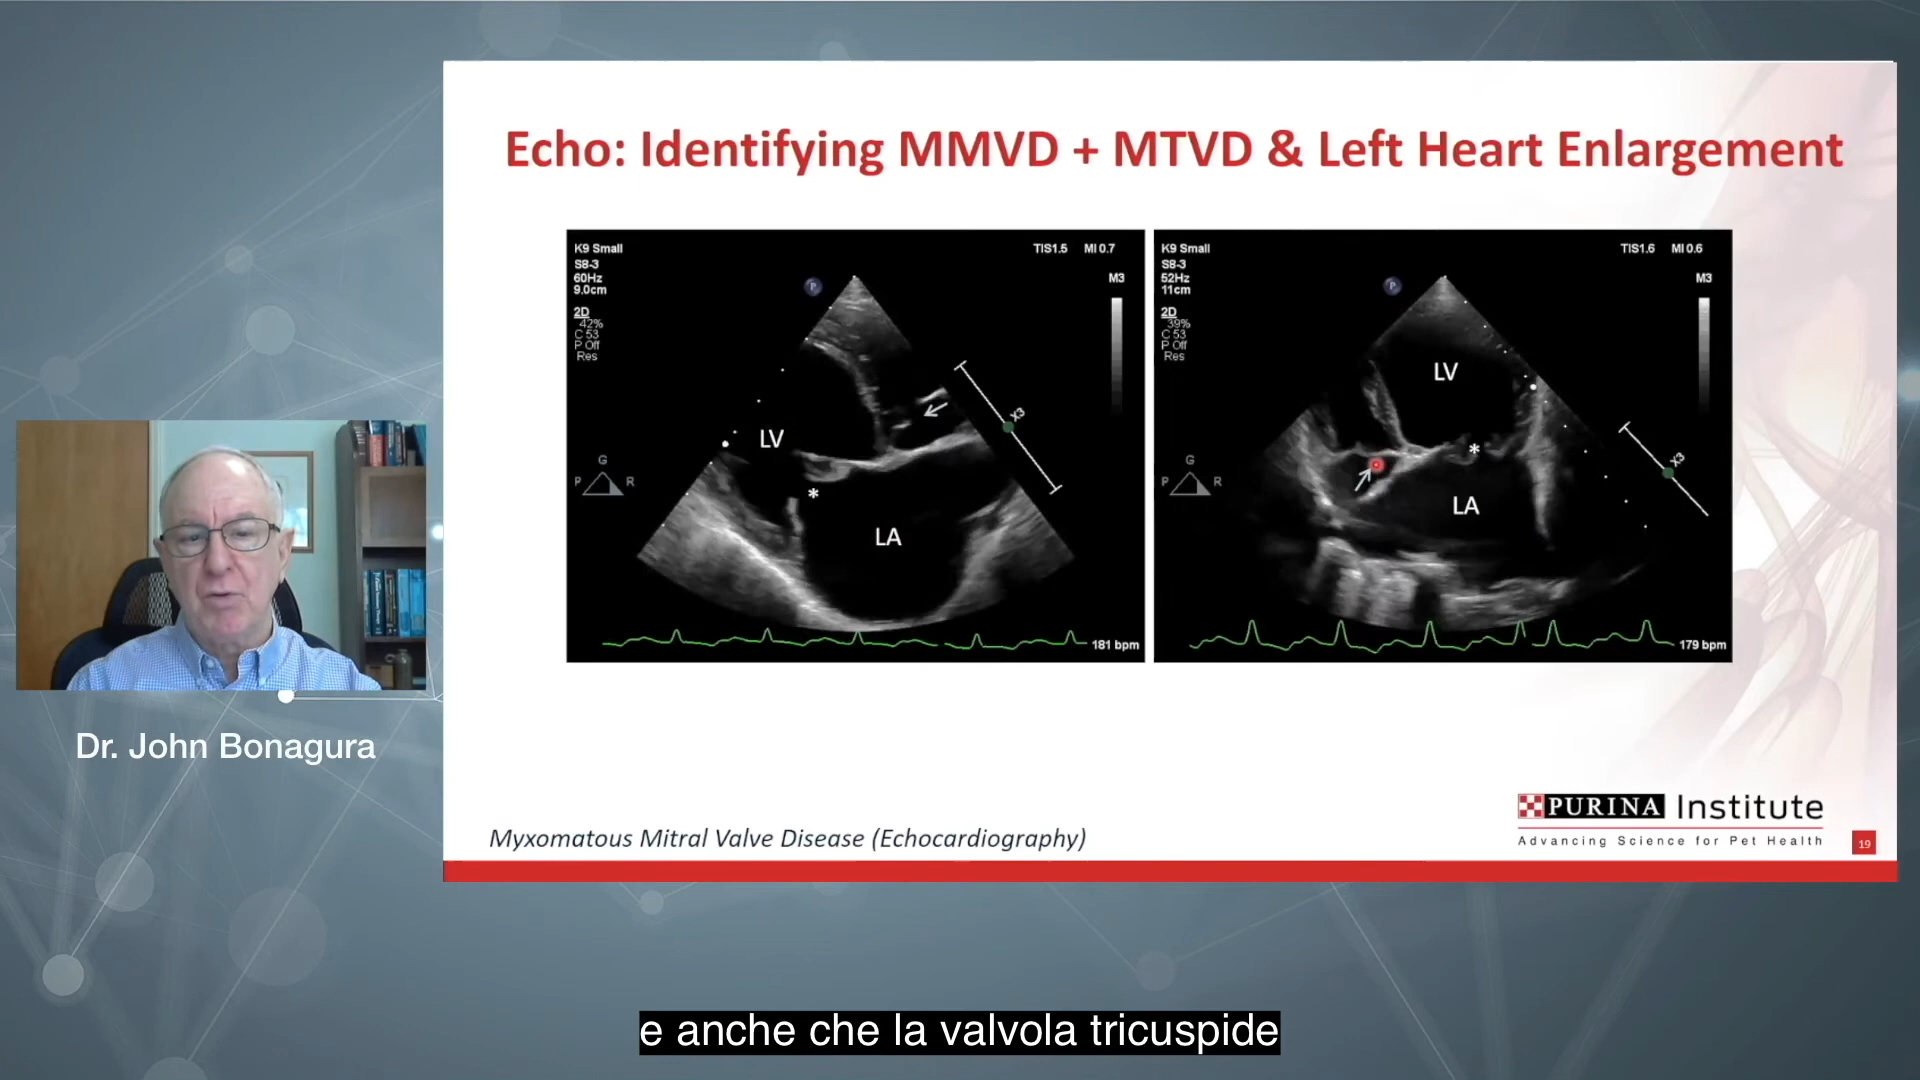 Echo: Identifying MMVD + MTVD & Left Heart Enlargement
K9 Small
S8-3
60Hz
9.0cm
2D
42%
C 53
P Off
Res
TIS1.5 MI 0.7
M3
P
LV
*
LA
X3
G
P R
181 bpm
K9 Small
S8-3
52Hz
11cm
2D
39%
C 53
P Off
Res
TIS1.6 MI 0.6
M3
P
LV
*
LA
X3
G
P R
179 bpm
Dr. John Bonagura
Myxomatous Mitral Valve Disease (Echocardiography)
PURINA Institute
Advancing Science for Pet Health
19
e anche che la valvola tricuspide